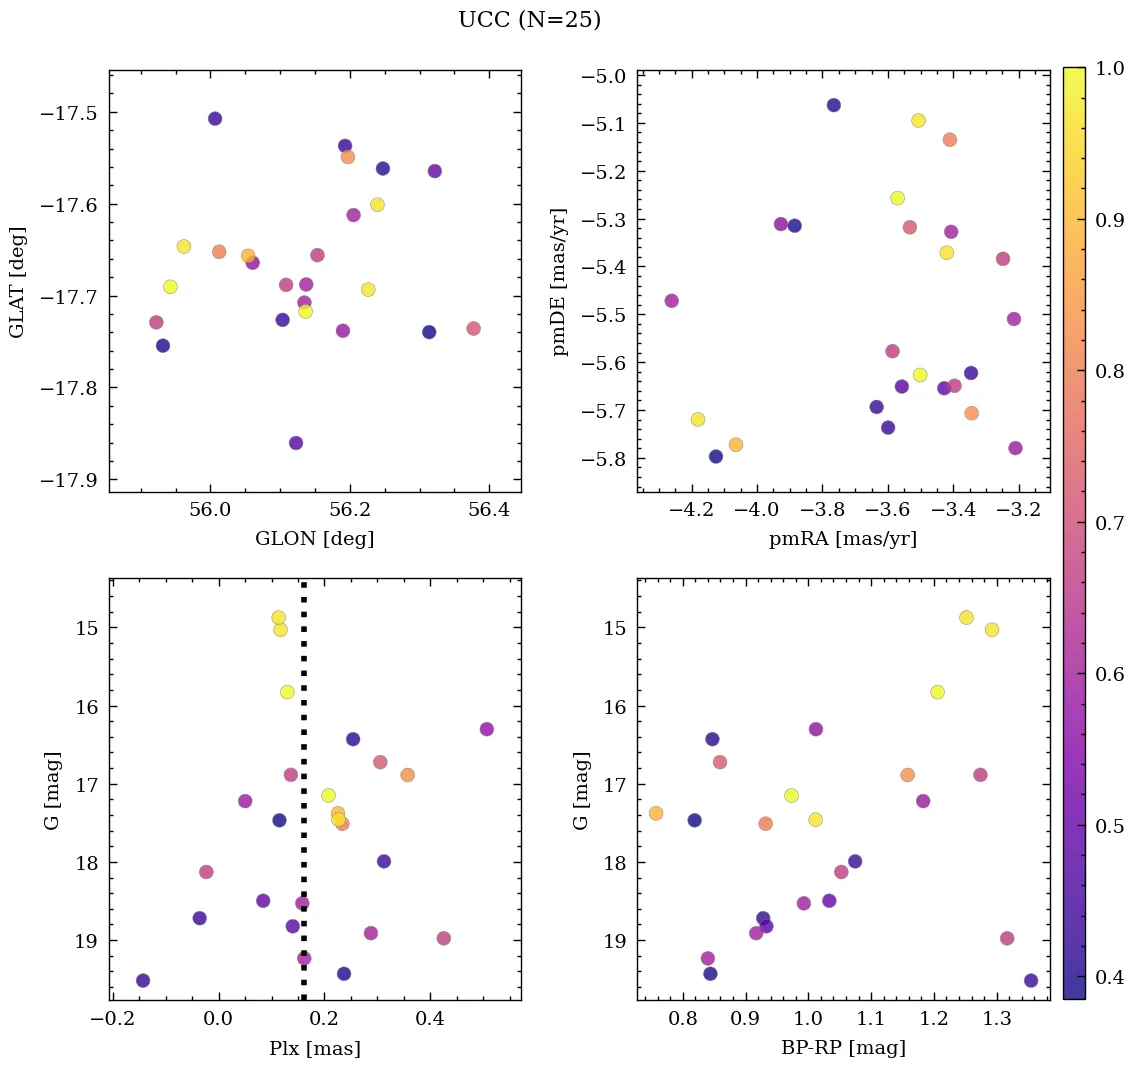 UCC (N=25)
−17.5
−17.6
−17.7
−17.8
−17.9
GLAT [deg]
56.0 56.2 56.4
GLON [deg]
−5.0
−5.1
−5.2
−5.3
−5.4
−5.5
−5.6
−5.7
−5.8
pmDE [mas/yr]
−4.2 −4.0 −3.8 −3.6 −3.4 −3.2
pmRA [mas/yr]
15
16
17
18
19
G [mag]
−0.2 0.0 0.2 0.4
Plx [mas]
15
16
17
18
19
G [mag]
0.8 0.9 1.0 1.1 1.2 1.3
BP-RP [mag]
1.0
0.9
0.8
0.7
0.6
0.5
0.4